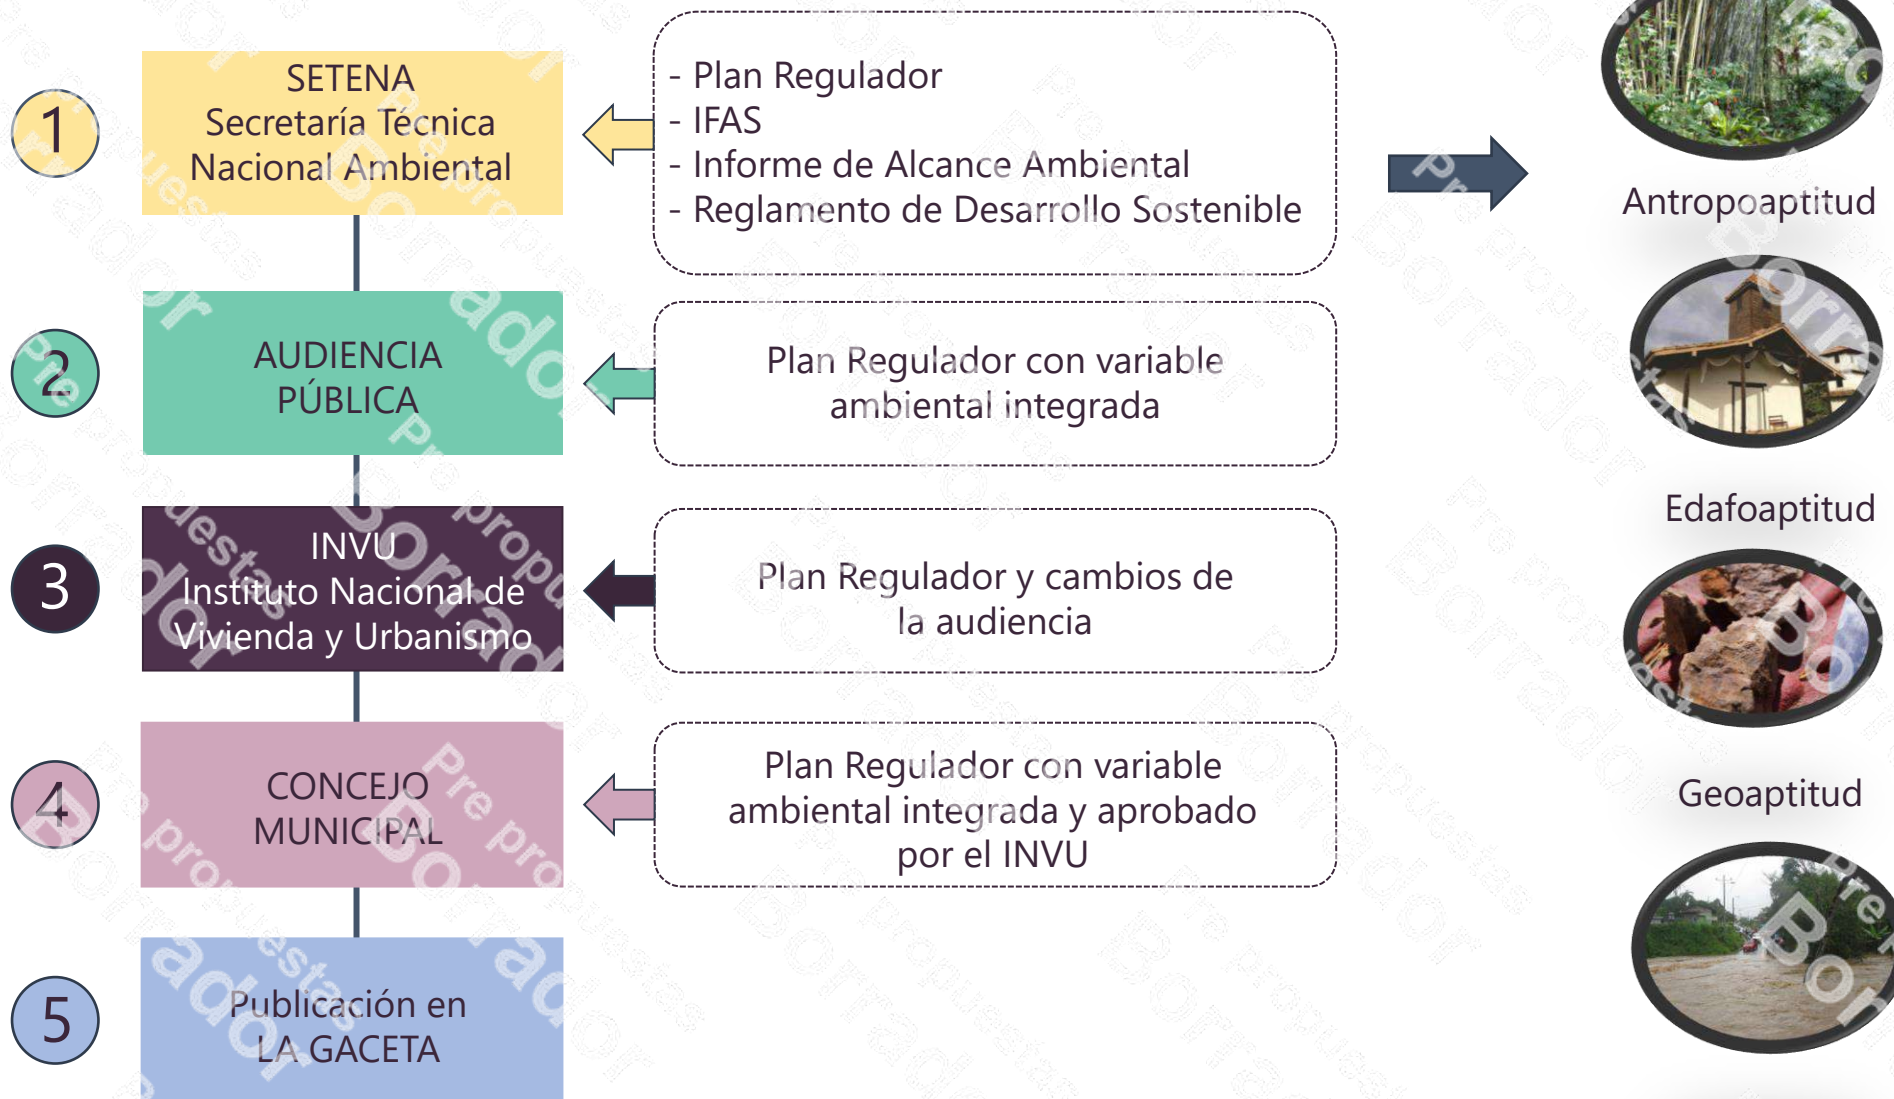 1
SETENA
Secretaría Técnica
Nacional Ambiental
- Plan Regulador
- IFAS
- Informe de Alcance Ambiental
- Reglamento de Desarrollo Sostenible
2
AUDIENCIA
PÚBLICA
Plan Regulador con variable
ambiental integrada
3
INVU
Instituto Nacional de
Vivienda y Urbanismo
Plan Regulador y cambios de
la audiencia
4
CONCEJO
MUNICIPAL
Plan Regulador con variable
ambiental integrada y aprobado
por el INVU
5
Publicación en
LA GACETA
Antropoaptitud
Edafoaptitud
Geoaptitud
Pre propuestas
Borrador